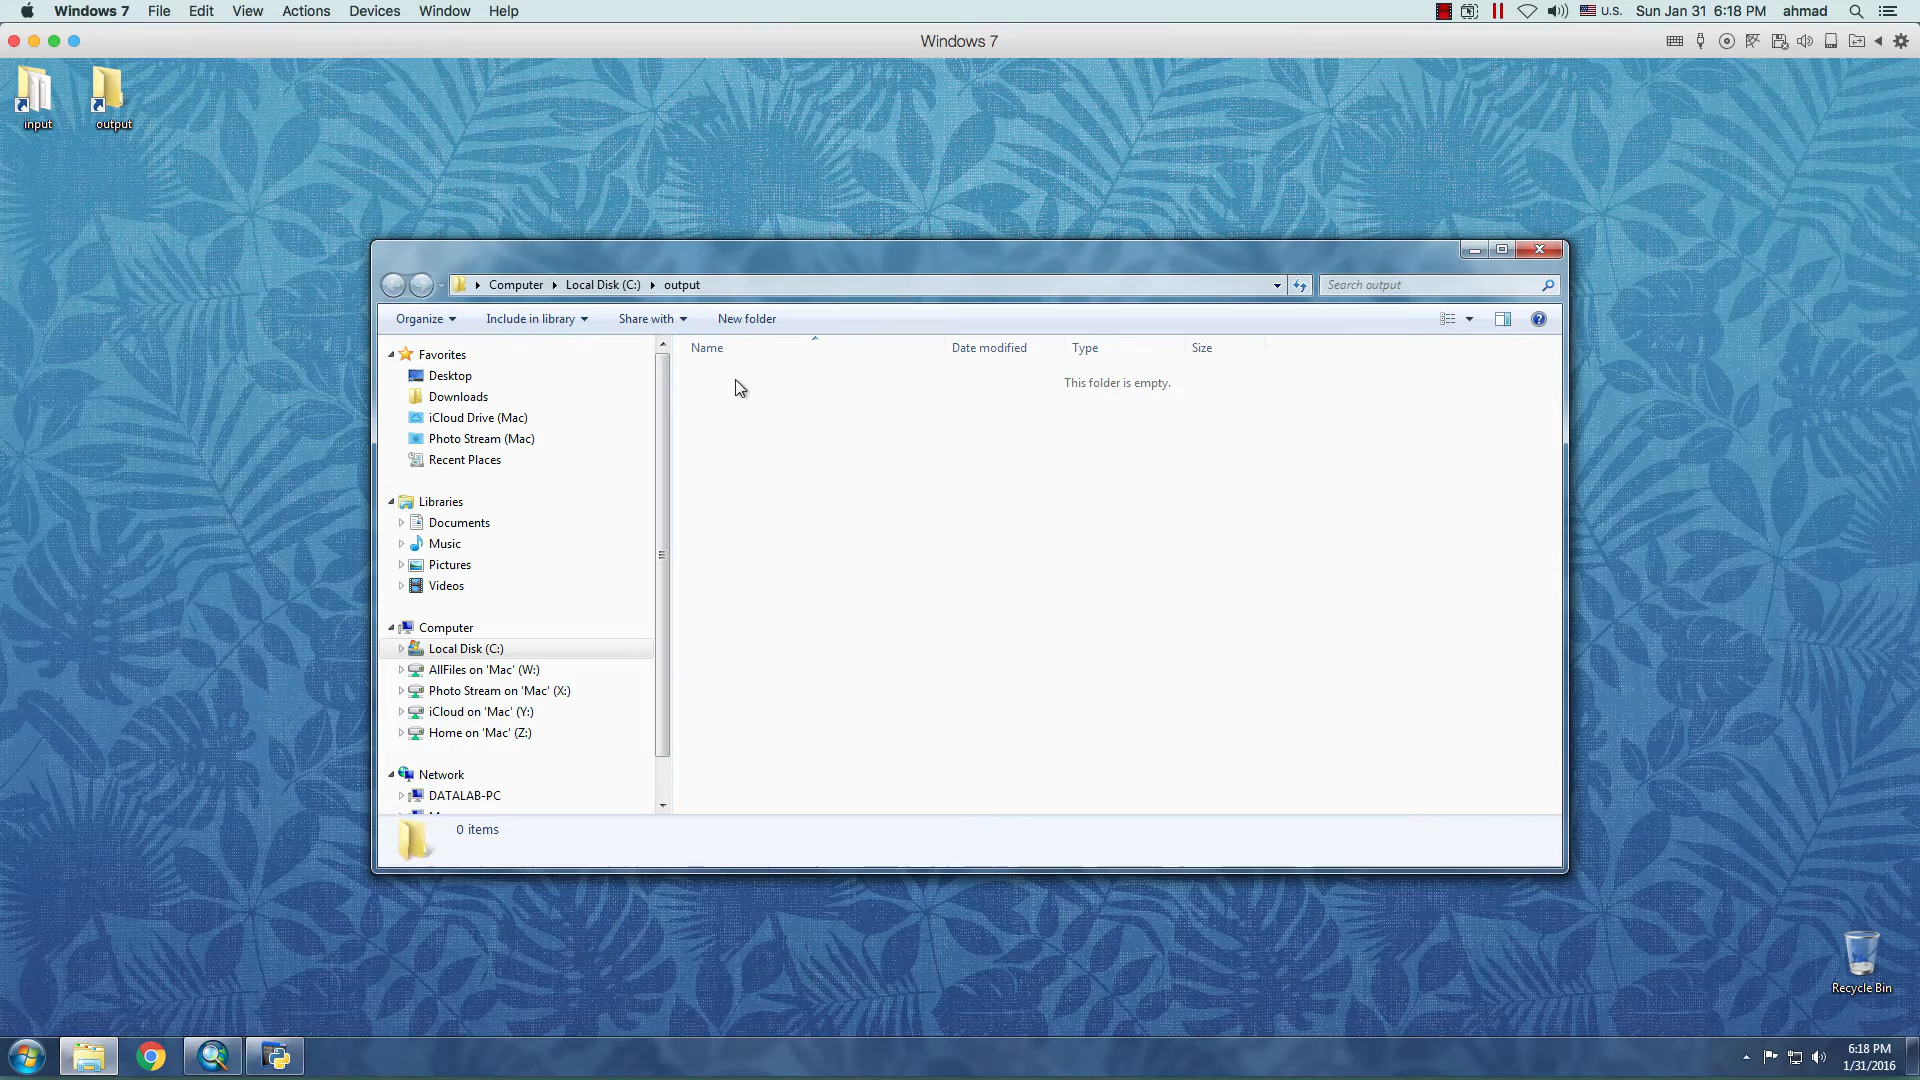 Windows 7 File Edit View Actions Devices Window Help U.S. Sun Jan 31 6:18 PM ahmad
Windows 7
input output
Computer Local Disk (C:) output Search output
Organize Include in library Share with New folder
Name Date modified Type Size
This folder is empty.
Favorites
Desktop
Downloads
iCloud Drive (Mac)
Photo Stream (Mac)
Recent Places
Libraries
Documents
Music
Pictures
Videos
Computer
Local Disk (C:)
AllFiles on 'Mac' (W:)
Photo Stream on 'Mac' (X:)
iCloud on 'Mac' (Y:)
Home on 'Mac' (Z:)
Network
DATALAB-PC
0 items
Recycle Bin
6:18 PM
1/31/2016